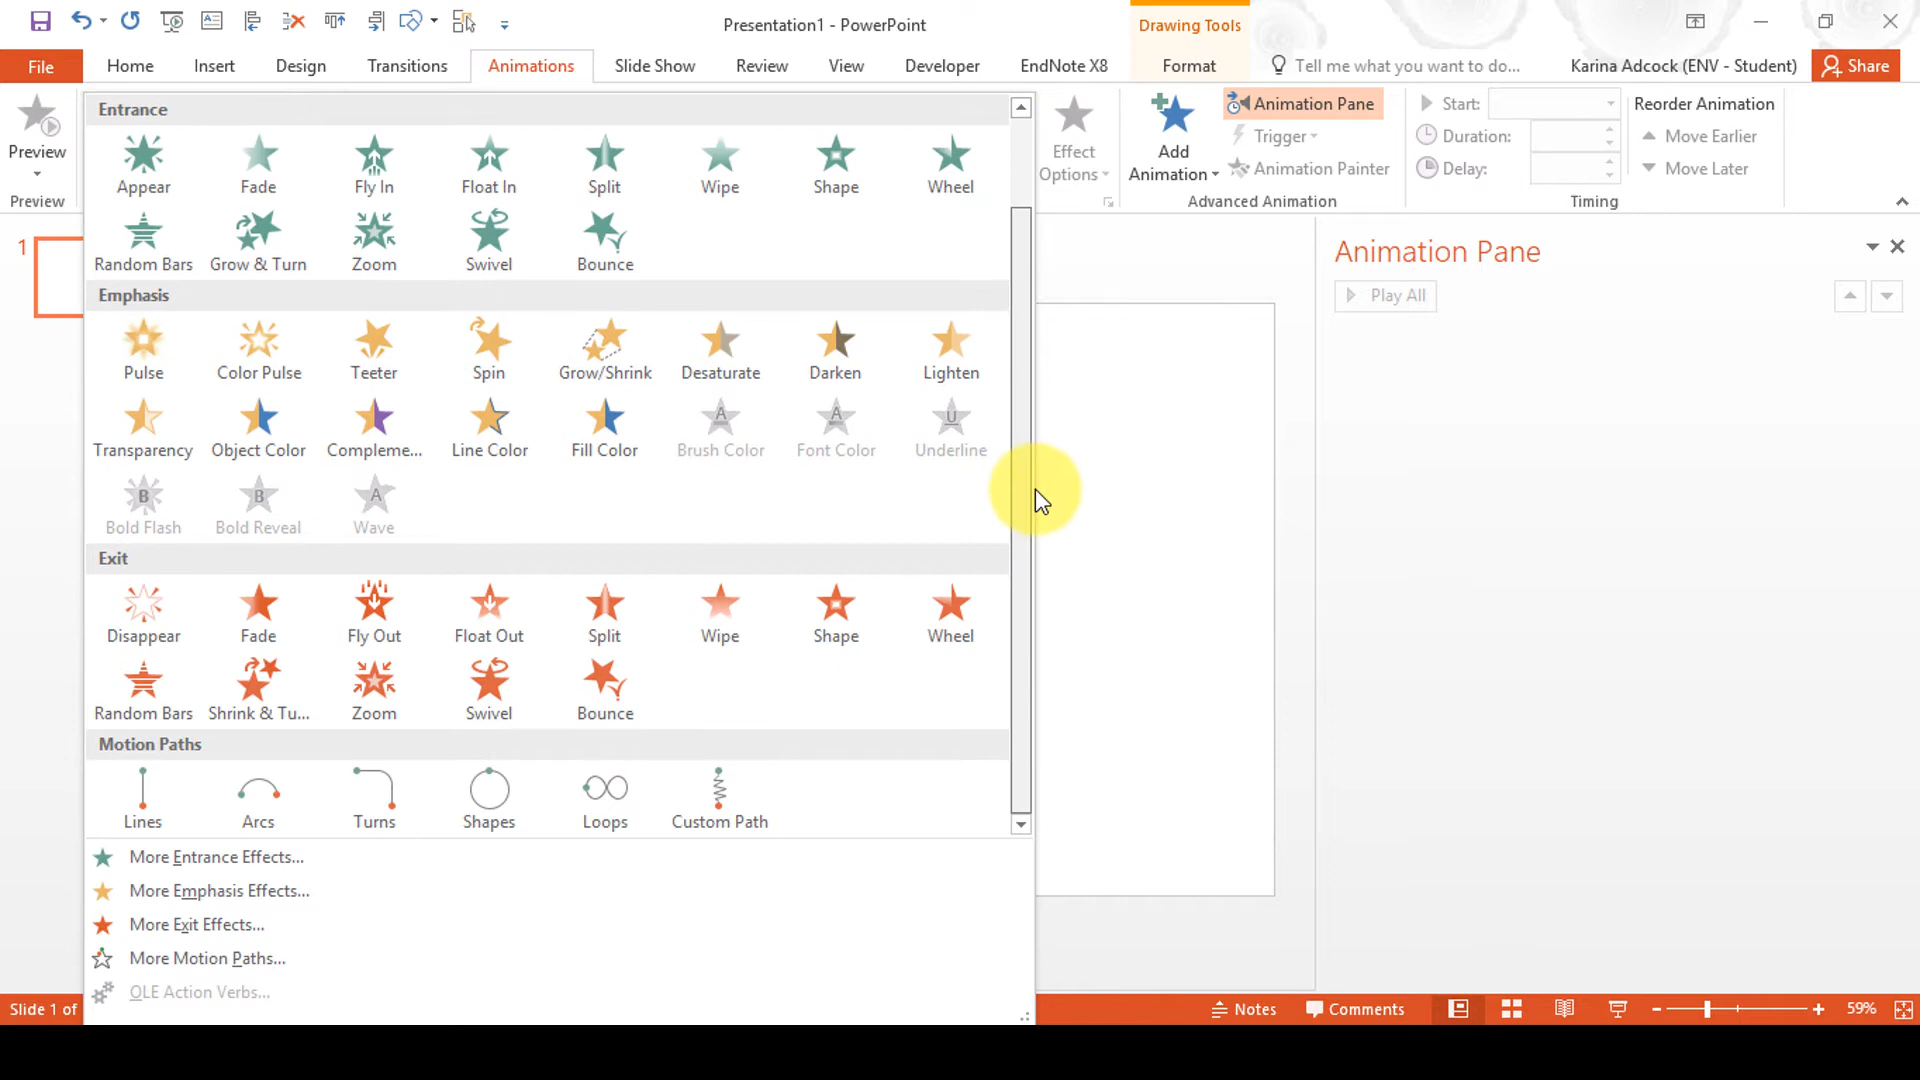 Presentation1 - PowerPoint
Drawing Tools
File Home Insert Design Transitions Animations Slide Show Review View Developer EndNote X8 Format Tell me what you want to do... Karina Adcock (ENV - Student) Share
Preview
Preview
Effect
Options
Add
Animation
Animation Pane
Trigger
Animation Painter
Advanced Animation
Start:
Duration:
Delay:
Timing
Reorder Animation
Move Earlier
Move Later
Entrance
Appear Fade Fly In Float In Split Wipe Shape Wheel
Random Bars Grow & Turn Zoom Swivel Bounce
Emphasis
Pulse Color Pulse Teeter Spin Grow/Shrink Desaturate Darken Lighten
Transparency Object Color Compleme... Line Color Fill Color Brush Color Font Color Underline
Bold Flash Bold Reveal Wave
Exit
Disappear Fade Fly Out Float Out Split Wipe Shape Wheel
Random Bars Shrink & Tu... Zoom Swivel Bounce
Motion Paths
Lines Arcs Turns Shapes Loops Custom Path
More Entrance Effects...
More Emphasis Effects...
More Exit Effects...
More Motion Paths...
OLE Action Verbs...
1
Animation Pane
Play All
Slide 1 of
Notes Comments 59%